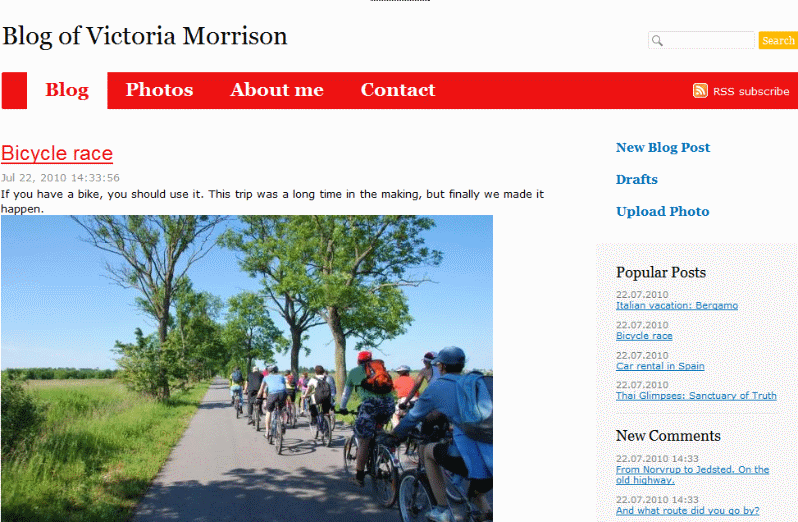 Blog of Victoria Morrison
Search
Blog
Photos
About me
Contact
RSS subscribe
Bicycle race
Jul 22, 2010 14:33:56
If you have a bike, you should use it. This trip was a long time in the making, but finally we made it
happen.
New Blog Post
Drafts
Upload Photo
Popular Posts
22.07.2010
Italian vacation: Bergamo
22.07.2010
Bicycle race
22.07.2010
Car rental in Spain
22.07.2010
Thai Glimpses: Sanctuary of Truth
New Comments
22.07.2010 14:33
From Norvrup to Jedsted. On the
old highway.
22.07.2010 14:33
And what route did you go by?